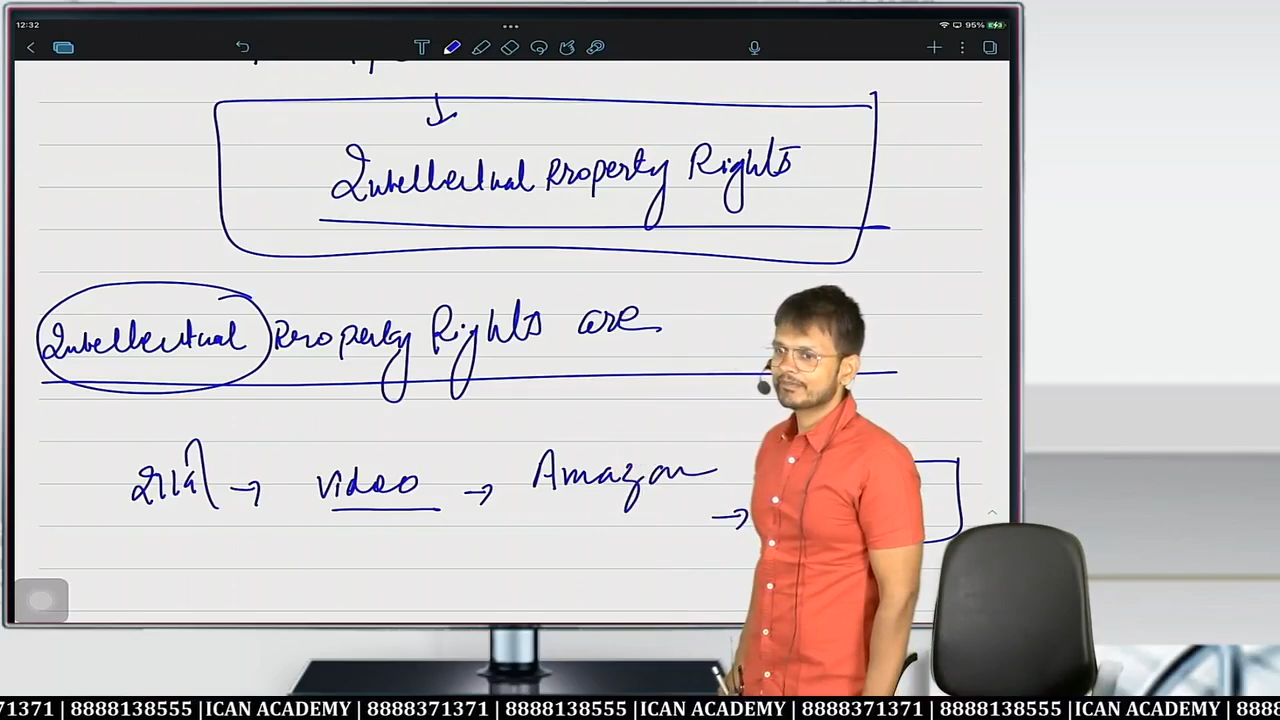 12:32 95%
T
Intellectual Property Rights
Intellectual Property Rights are
→ video → Amazon
→
71371 | 8888138555 |ICAN ACADEMY | 8888371371 | 8888138555 | ICAN ACADEMY | 8888371371 | 8888138555 |ICAN ACADEMY | 888